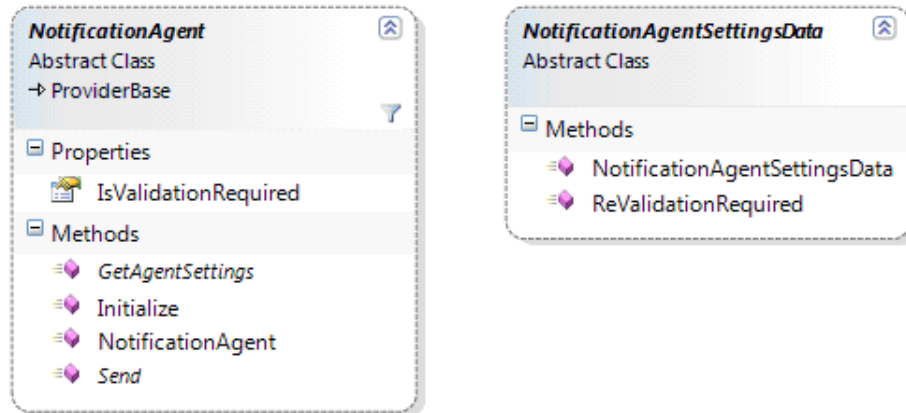 NotificationAgent
Abstract Class
ProviderBase
Properties
IsValidationRequired
Methods
GetAgentSettings
Initialize
NotificationAgent
Send
NotificationAgentSettingsData
Abstract Class
Methods
NotificationAgentSettingsData
ReValidationRequired